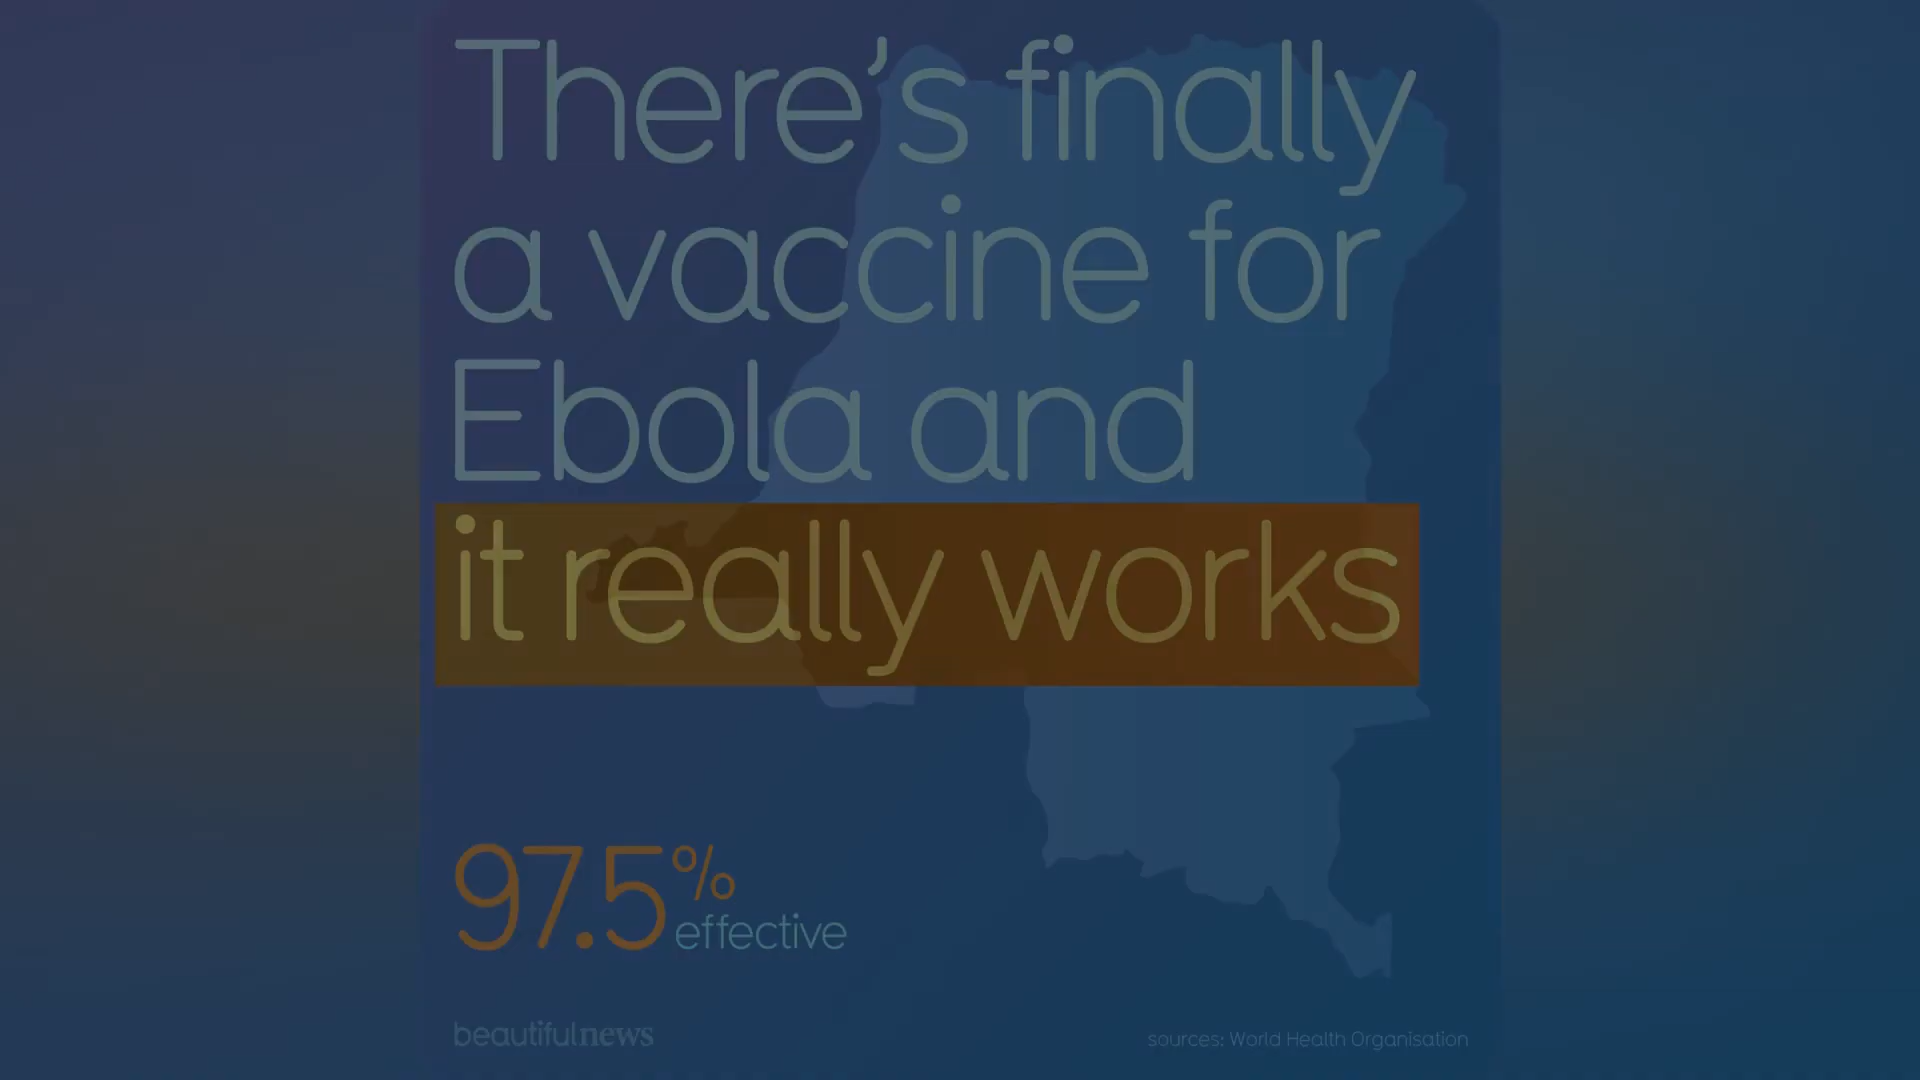 There’s finally
a vaccine for
Ebola and
it really works
97.5%
effective
beautifulnews
sources: World Health Organisation